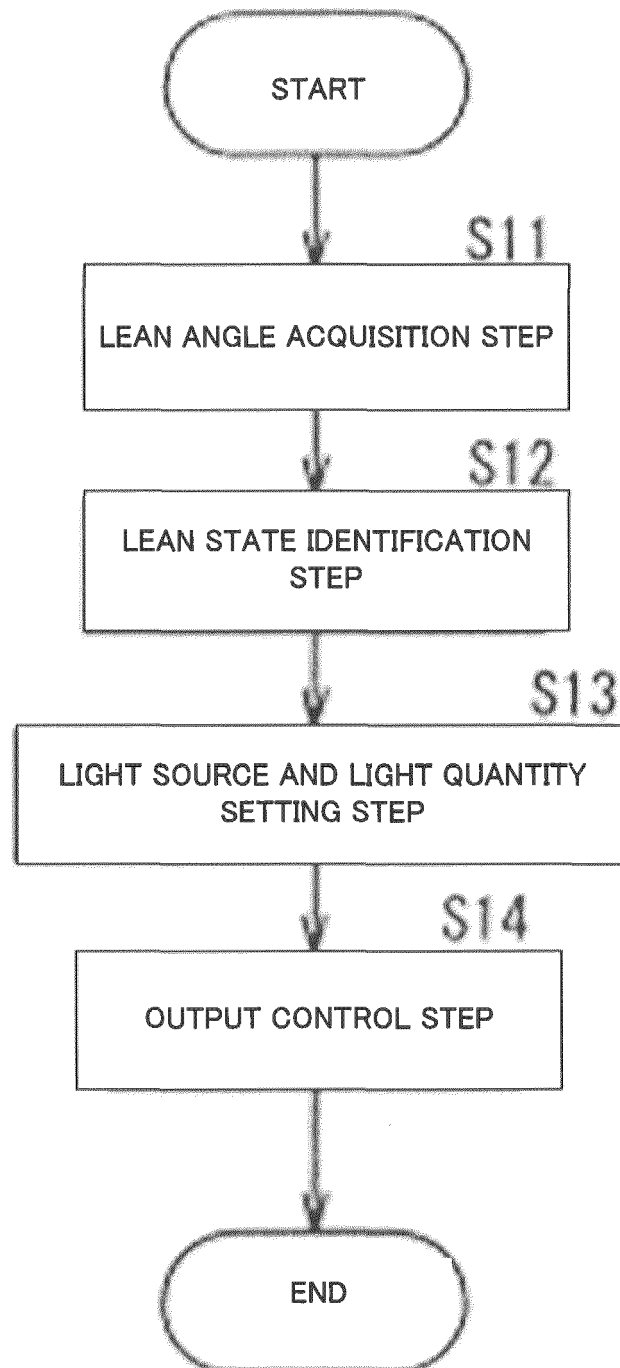 START
S11
LEAN ANGLE ACQUISITION STEP
S12
LEAN STATE IDENTIFICATION
STEP
S13
LIGHT SOURCE AND LIGHT QUANTITY
SETTING STEP
S14
OUTPUT CONTROL STEP
END